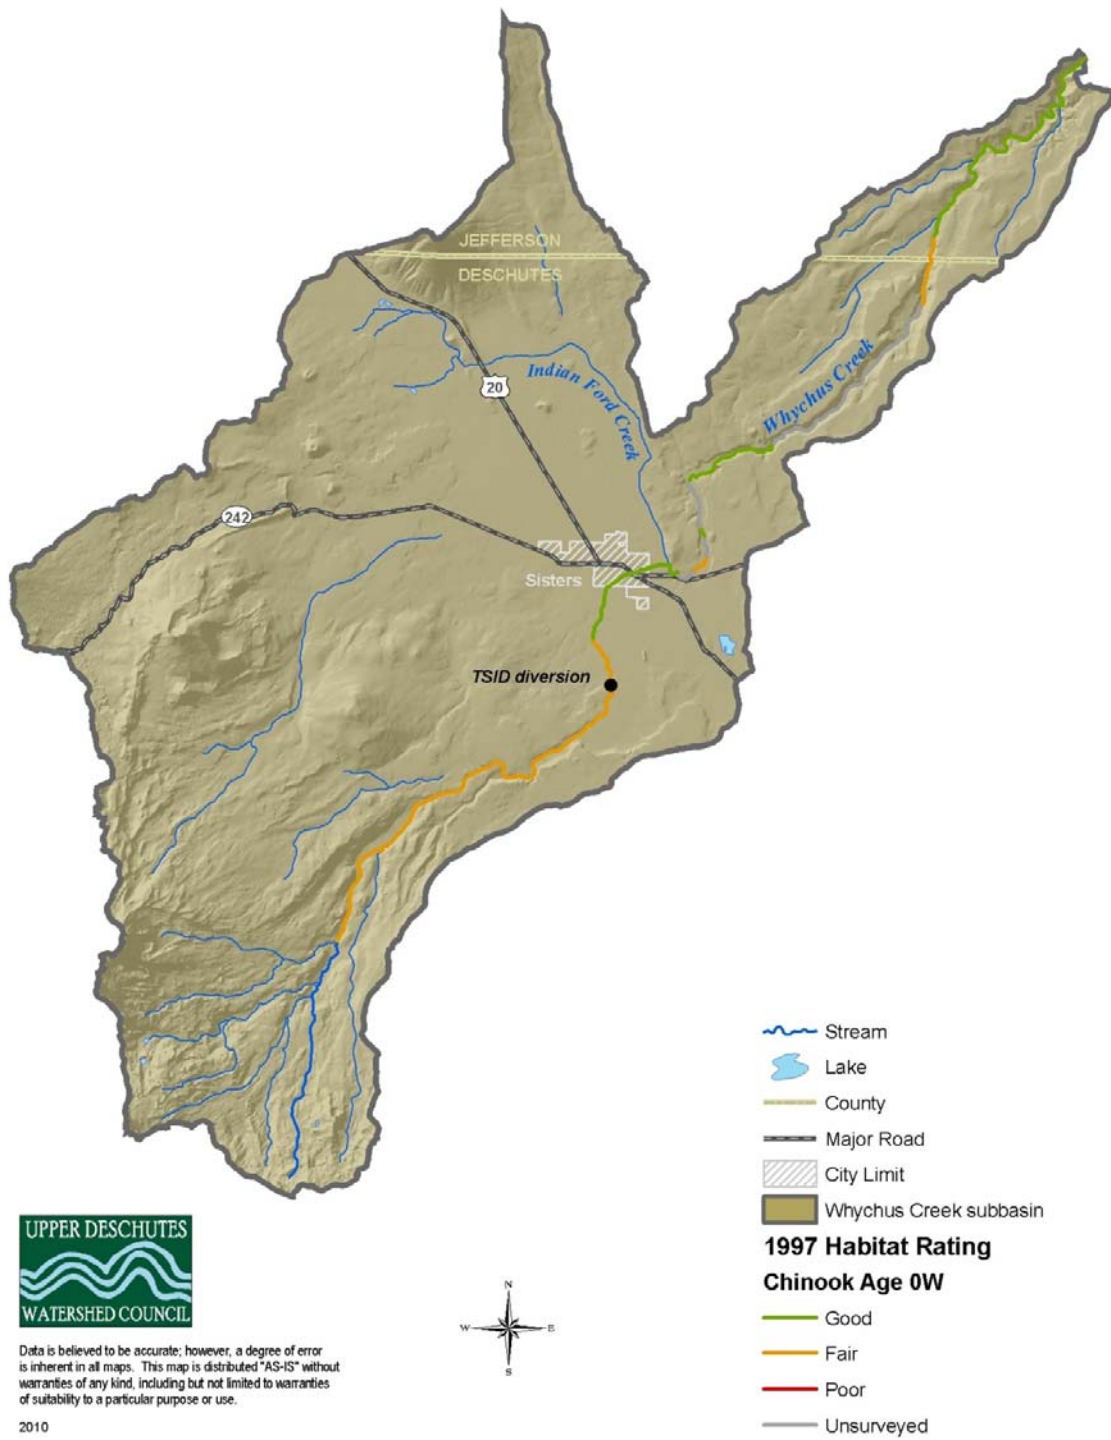 JEFFERSON
DESCHUTES
20
Indian Ford Creek
Whychus Creek
242
Sisters
TSID diversion
Stream
Lake
County
Major Road
City Limit
Whychus Creek subbasin
1997 Habitat Rating
Chinook Age 0W
Good
Fair
Poor
Unsurveyed
UPPER DESCHUTES
WATERSHED COUNCIL
N
W
E
S
Data is believed to be accurate; however, a degree of error
is inherent in all maps. This map is distributed "AS-IS" without
warranties of any kind, including but not limited to warranties
of suitability to a particular purpose or use.
2010